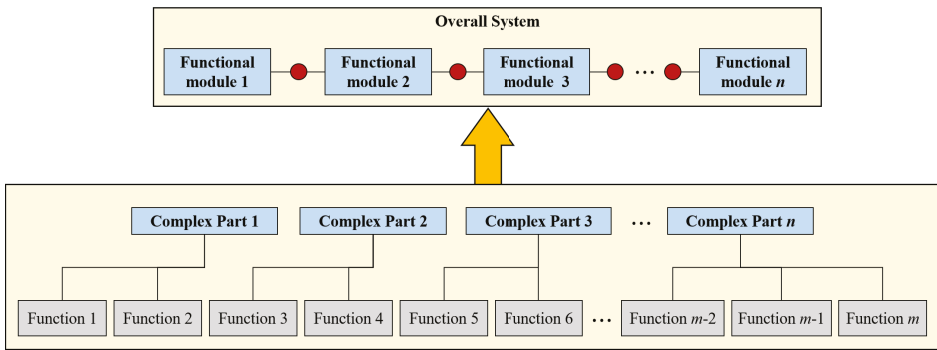 Overall System
Functional module 1
Functional module 2
Functional module 3
...
Functional module n
Complex Part 1
Complex Part 2
Complex Part 3
...
Complex Part n
Function 1
Function 2
Function 3
Function 4
Function 5
Function 6
...
Function m-2
Function m-1
Function m